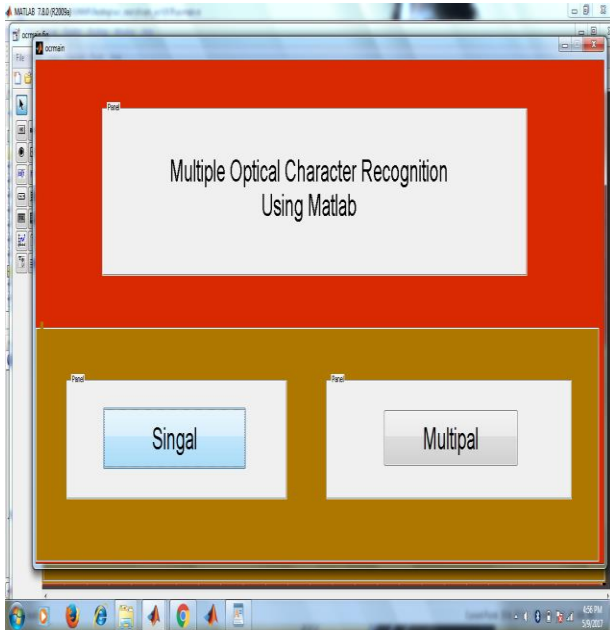 MATLAB 7.8.0 (R2009a)
ocrmain
File
Panel
Multiple Optical Character Recognition
Using Matlab
Panel
Panel
Singal
Multipal
4:56 PM
5/9/2017